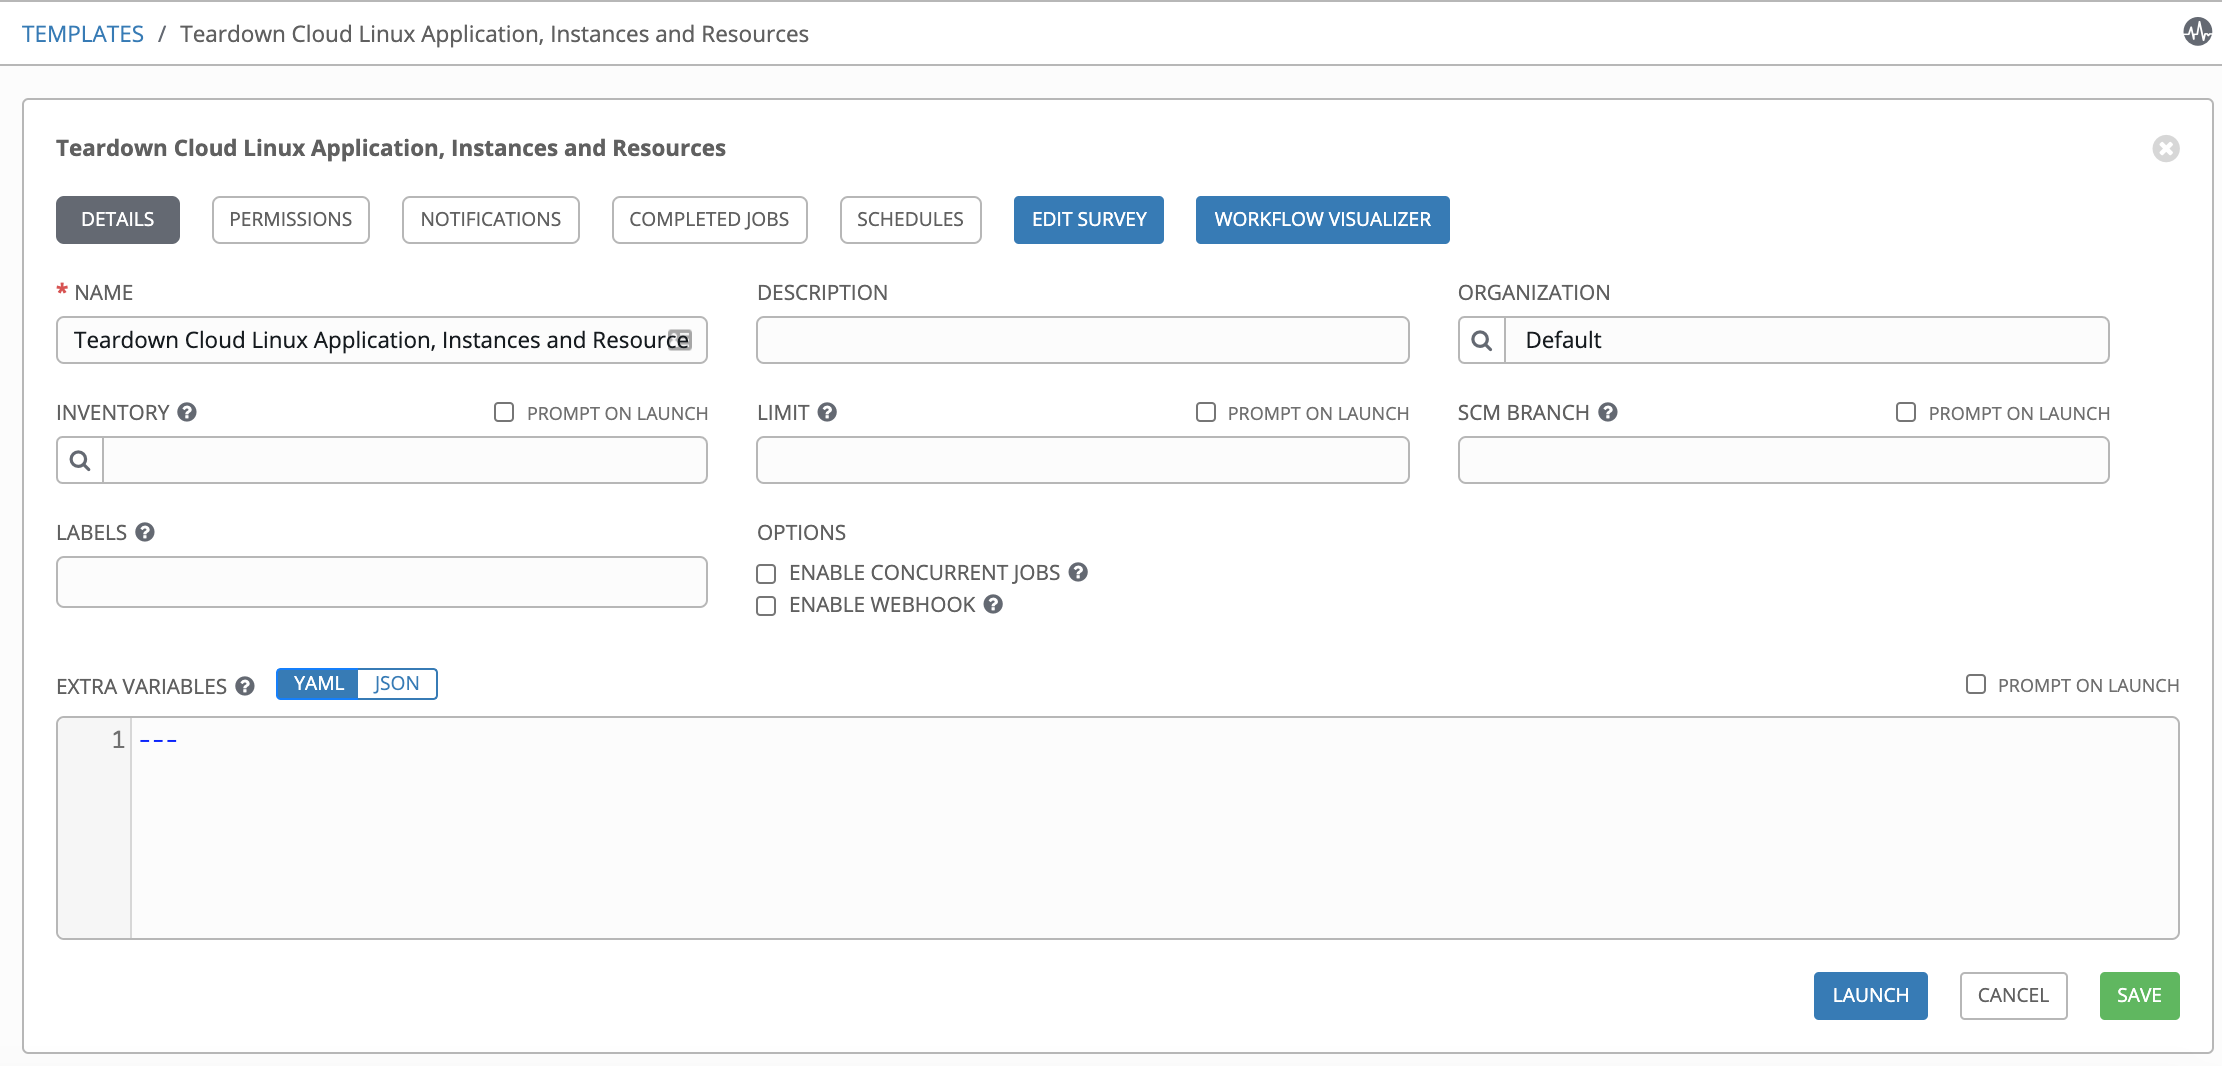 TEMPLATES / Teardown Cloud Linux Application, Instances and Resources
Teardown Cloud Linux Application, Instances and Resources
DETAILS PERMISSIONS NOTIFICATIONS COMPLETED JOBS SCHEDULES EDIT SURVEY WORKFLOW VISUALIZER
* NAME DESCRIPTION ORGANIZATION
Teardown Cloud Linux Application, Instances and Resource Default
INVENTORY ? PROMPT ON LAUNCH LIMIT ? PROMPT ON LAUNCH SCM BRANCH ? PROMPT ON LAUNCH
LABELS ? OPTIONS
ENABLE CONCURRENT JOBS ?
ENABLE WEBHOOK ?
EXTRA VARIABLES ? YAML JSON PROMPT ON LAUNCH
1 ---
LAUNCH CANCEL SAVE